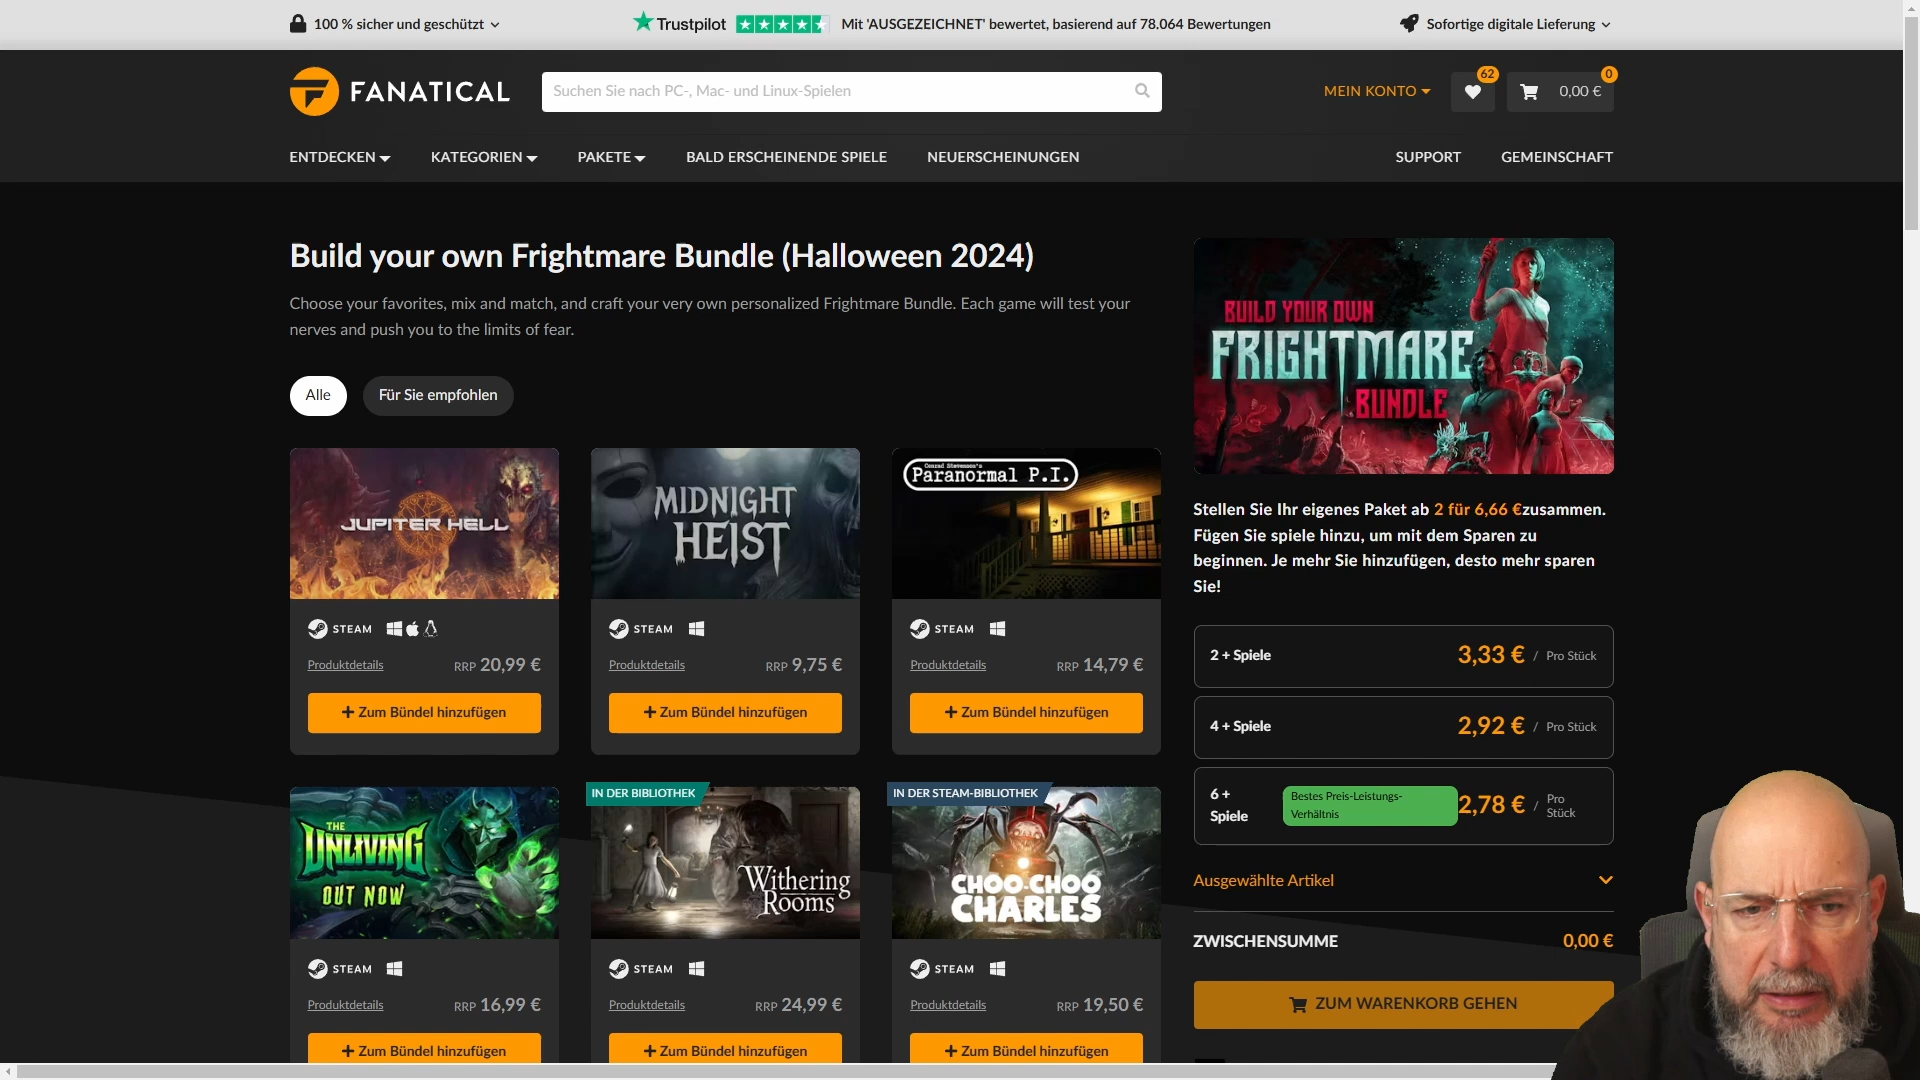 100 % sicher und geschützt
Trustpilot
Mit 'AUSGEZEICHNET' bewertet, basierend auf 78.064 Bewertungen
Sofortige digitale Lieferung
FANATICAL
Suchen Sie nach PC-, Mac- und Linux-Spielen
MEIN KONTO
62
0
0,00 €
ENTDECKEN
KATEGORIEN
PAKETE
BALD ERSCHEINENDE SPIELE
NEUERSCHEINUNGEN
SUPPORT
GEMEINSCHAFT
Build your own Frightmare Bundle (Halloween 2024)
Choose your favorites, mix and match, and craft your very own personalized Frightmare Bundle. Each game will test your
nerves and push you to the limits of fear.
Alle
Für Sie empfohlen
JUPITER HELL
STEAM
Produktdetails
RRP 20,99 €
+ Zum Bündel hinzufügen
MIDNIGHT
HEIST
STEAM
Produktdetails
RRP 9,75 €
+ Zum Bündel hinzufügen
Conrad Stevenson's
Paranormal P.I.
STEAM
Produktdetails
RRP 14,79 €
+ Zum Bündel hinzufügen
THE
UNLIVING
OUT NOW
STEAM
Produktdetails
RRP 16,99 €
+ Zum Bündel hinzufügen
IN DER BIBLIOTHEK
Withering
Rooms
STEAM
Produktdetails
RRP 24,99 €
+ Zum Bündel hinzufügen
IN DER STEAM-BIBLIOTHEK
CHOO-CHOO
CHARLES
STEAM
Produktdetails
RRP 19,50 €
+ Zum Bündel hinzufügen
BUILD YOUR OWN
FRIGHTMARE
BUNDLE
Stellen Sie Ihr eigenes Paket ab 2 für 6,66 €zusammen.
Fügen Sie spiele hinzu, um mit dem Sparen zu
beginnen. Je mehr Sie hinzufügen, desto mehr sparen
Sie!
2 + Spiele
3,33 € / Pro Stück
4 + Spiele
2,92 € / Pro Stück
6 +
Spiele
Bestes Preis-Leistungs-
Verhältnis
2,78 € /
Pro
Stück
Ausgewählte Artikel
ZWISCHENSUMME
0,00 €
ZUM WARENKORB GEHEN